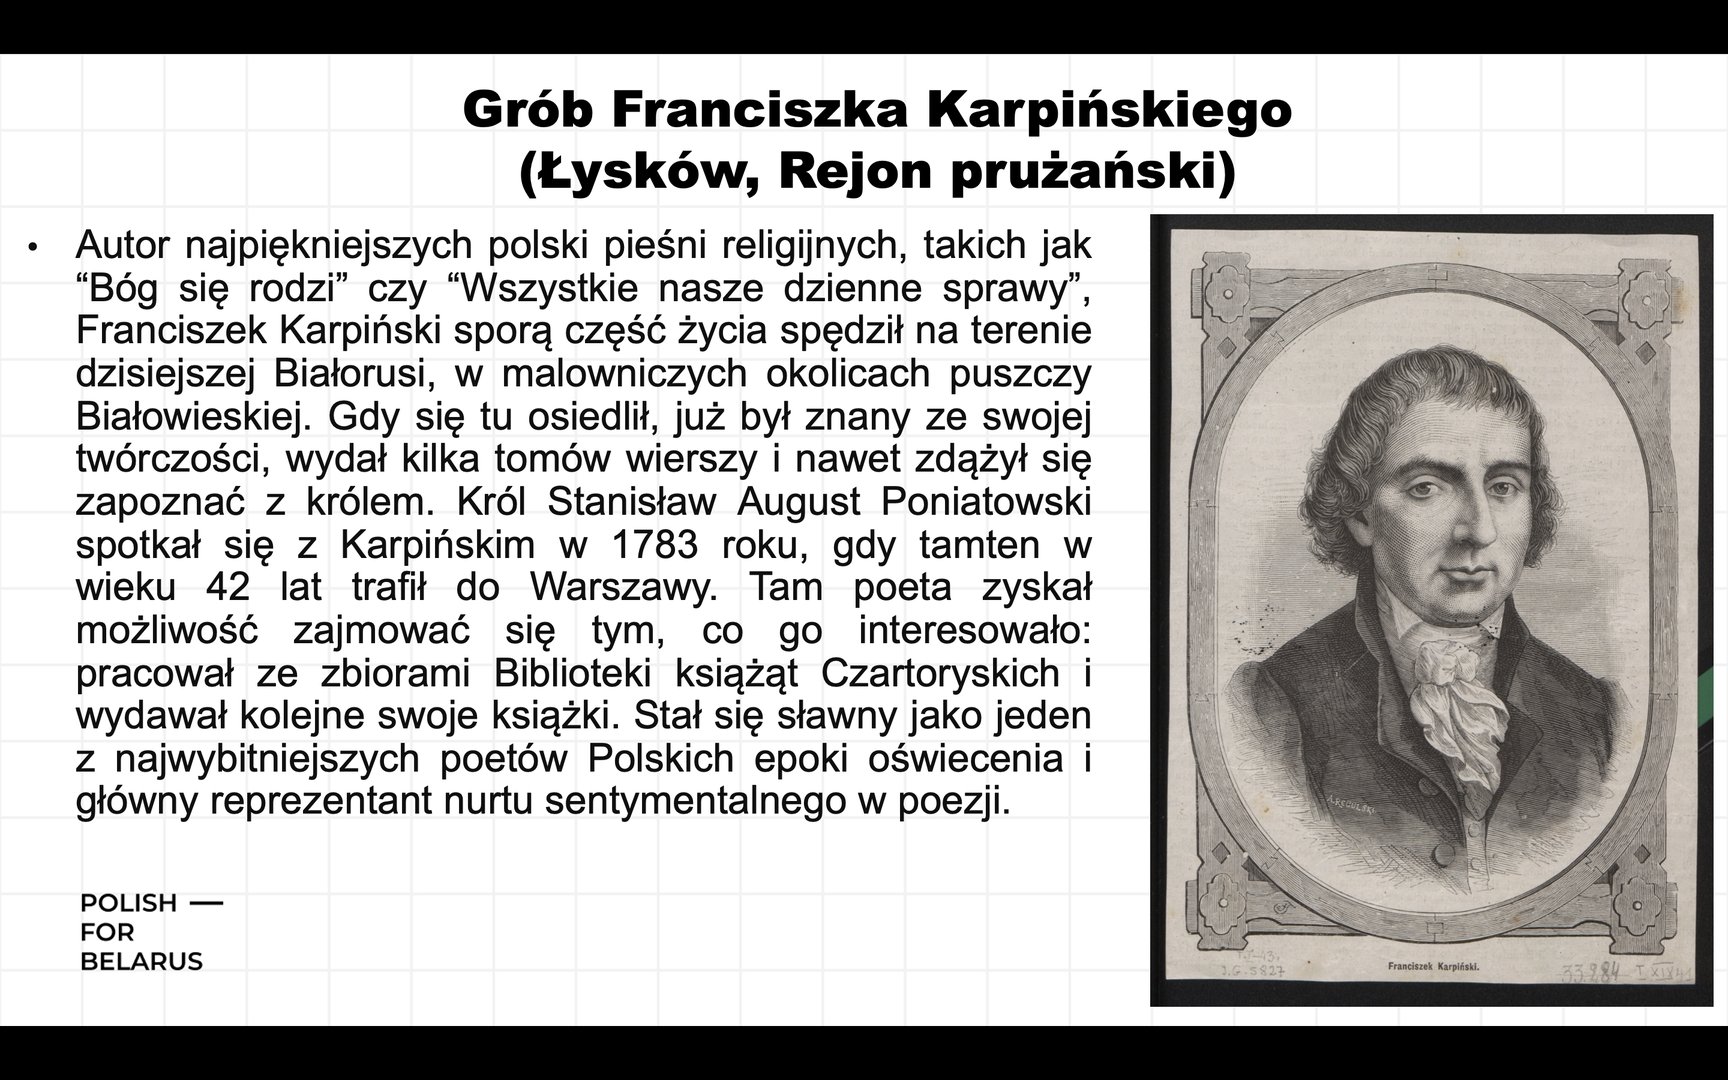 Grób Franciszka Karpińskiego
(Łysków, Rejon prużański)
• Autor najpiękniejszych polski pieśni religijnych, takich jak
“Bóg się rodzi” czy “Wszystkie nasze dzienne sprawy”,
Franciszek Karpiński sporą część życia spędził na terenie
dzisiejszej Białorusi, w malowniczych okolicach puszczy
Białowieskiej. Gdy się tu osiedlił, już był znany ze swojej
twórczości, wydał kilka tomów wierszy i nawet zdążył się
zapoznać z królem. Król Stanisław August Poniatowski
spotkał się z Karpińskim w 1783 roku, gdy tamten w
wieku 42 lat trafił do Warszawy. Tam poeta zyskał
możliwość zajmować się tym, co go interesowało:
pracował ze zbiorami Biblioteki książąt Czartoryskich i
wydawał kolejne swoje książki. Stał się sławny jako jeden
z najwybitniejszych poetów Polskich epoki oświecenia i
główny reprezentant nurtu sentymentalnego w poezji.
POLISH —
FOR
BELARUS
A.REGULSKI
Franciszek Karpiński.
J.G. 5827